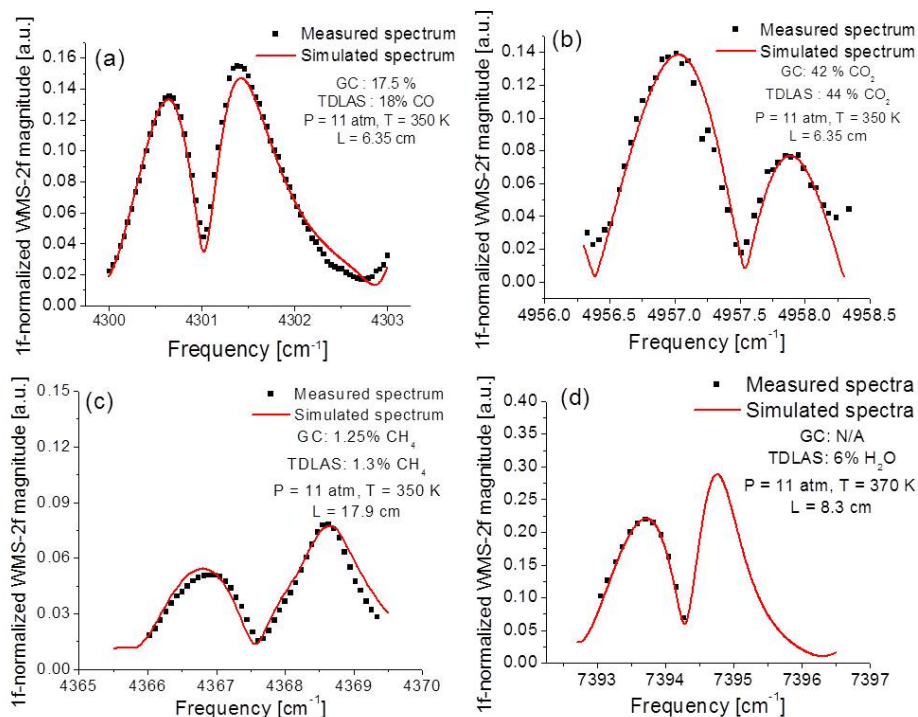 (a)
Measured spectrum
Simulated spectrum
GC : 17.5 %
TDLAS : 18% CO
P = 11 atm, T = 350 K
L = 6.35 cm
1f-normalized WMS-2f magnitude [a.u.]
0.16
0.14
0.12
0.10
0.08
0.06
0.04
0.02
0.00
4300
4301
4302
4303
Frequency [cm⁻¹]
(b)
Measured spectrum
Simulated spectrum
GC: 42 % CO₂
TDLAS : 44 % CO₂
P = 11 atm, T = 350 K
L = 6.35 cm
1f-normalized WMS-2f magnitude [a.u.]
0.14
0.12
0.10
0.08
0.06
0.04
0.02
0.00
4956.0
4956.5
4957.0
4957.5
4958.0
4958.5
Frequency [cm⁻¹]
(c)
Measured spectrum
Simulated spectrum
GC: 1.25% CH₄
TDLAS: 1.3% CH₄
P = 11 atm, T = 350 K
L = 17.9 cm
1f-normalized WMS-2f magnitude [a.u.]
0.15
0.12
0.09
0.06
0.03
0.00
4365
4366
4367
4368
4369
4370
Frequency [cm⁻¹]
(d)
Measured spectra
Simulated spectra
GC: N/A
TDLAS: 6% H₂O
P = 11 atm, T = 370 K
L = 8.3 cm
1f-normalized WMS-2f magnitude [a.u.]
0.40
0.35
0.30
0.25
0.20
0.15
0.10
0.05
0.00
7393
7394
7395
7396
7397
Frequency [cm⁻¹]